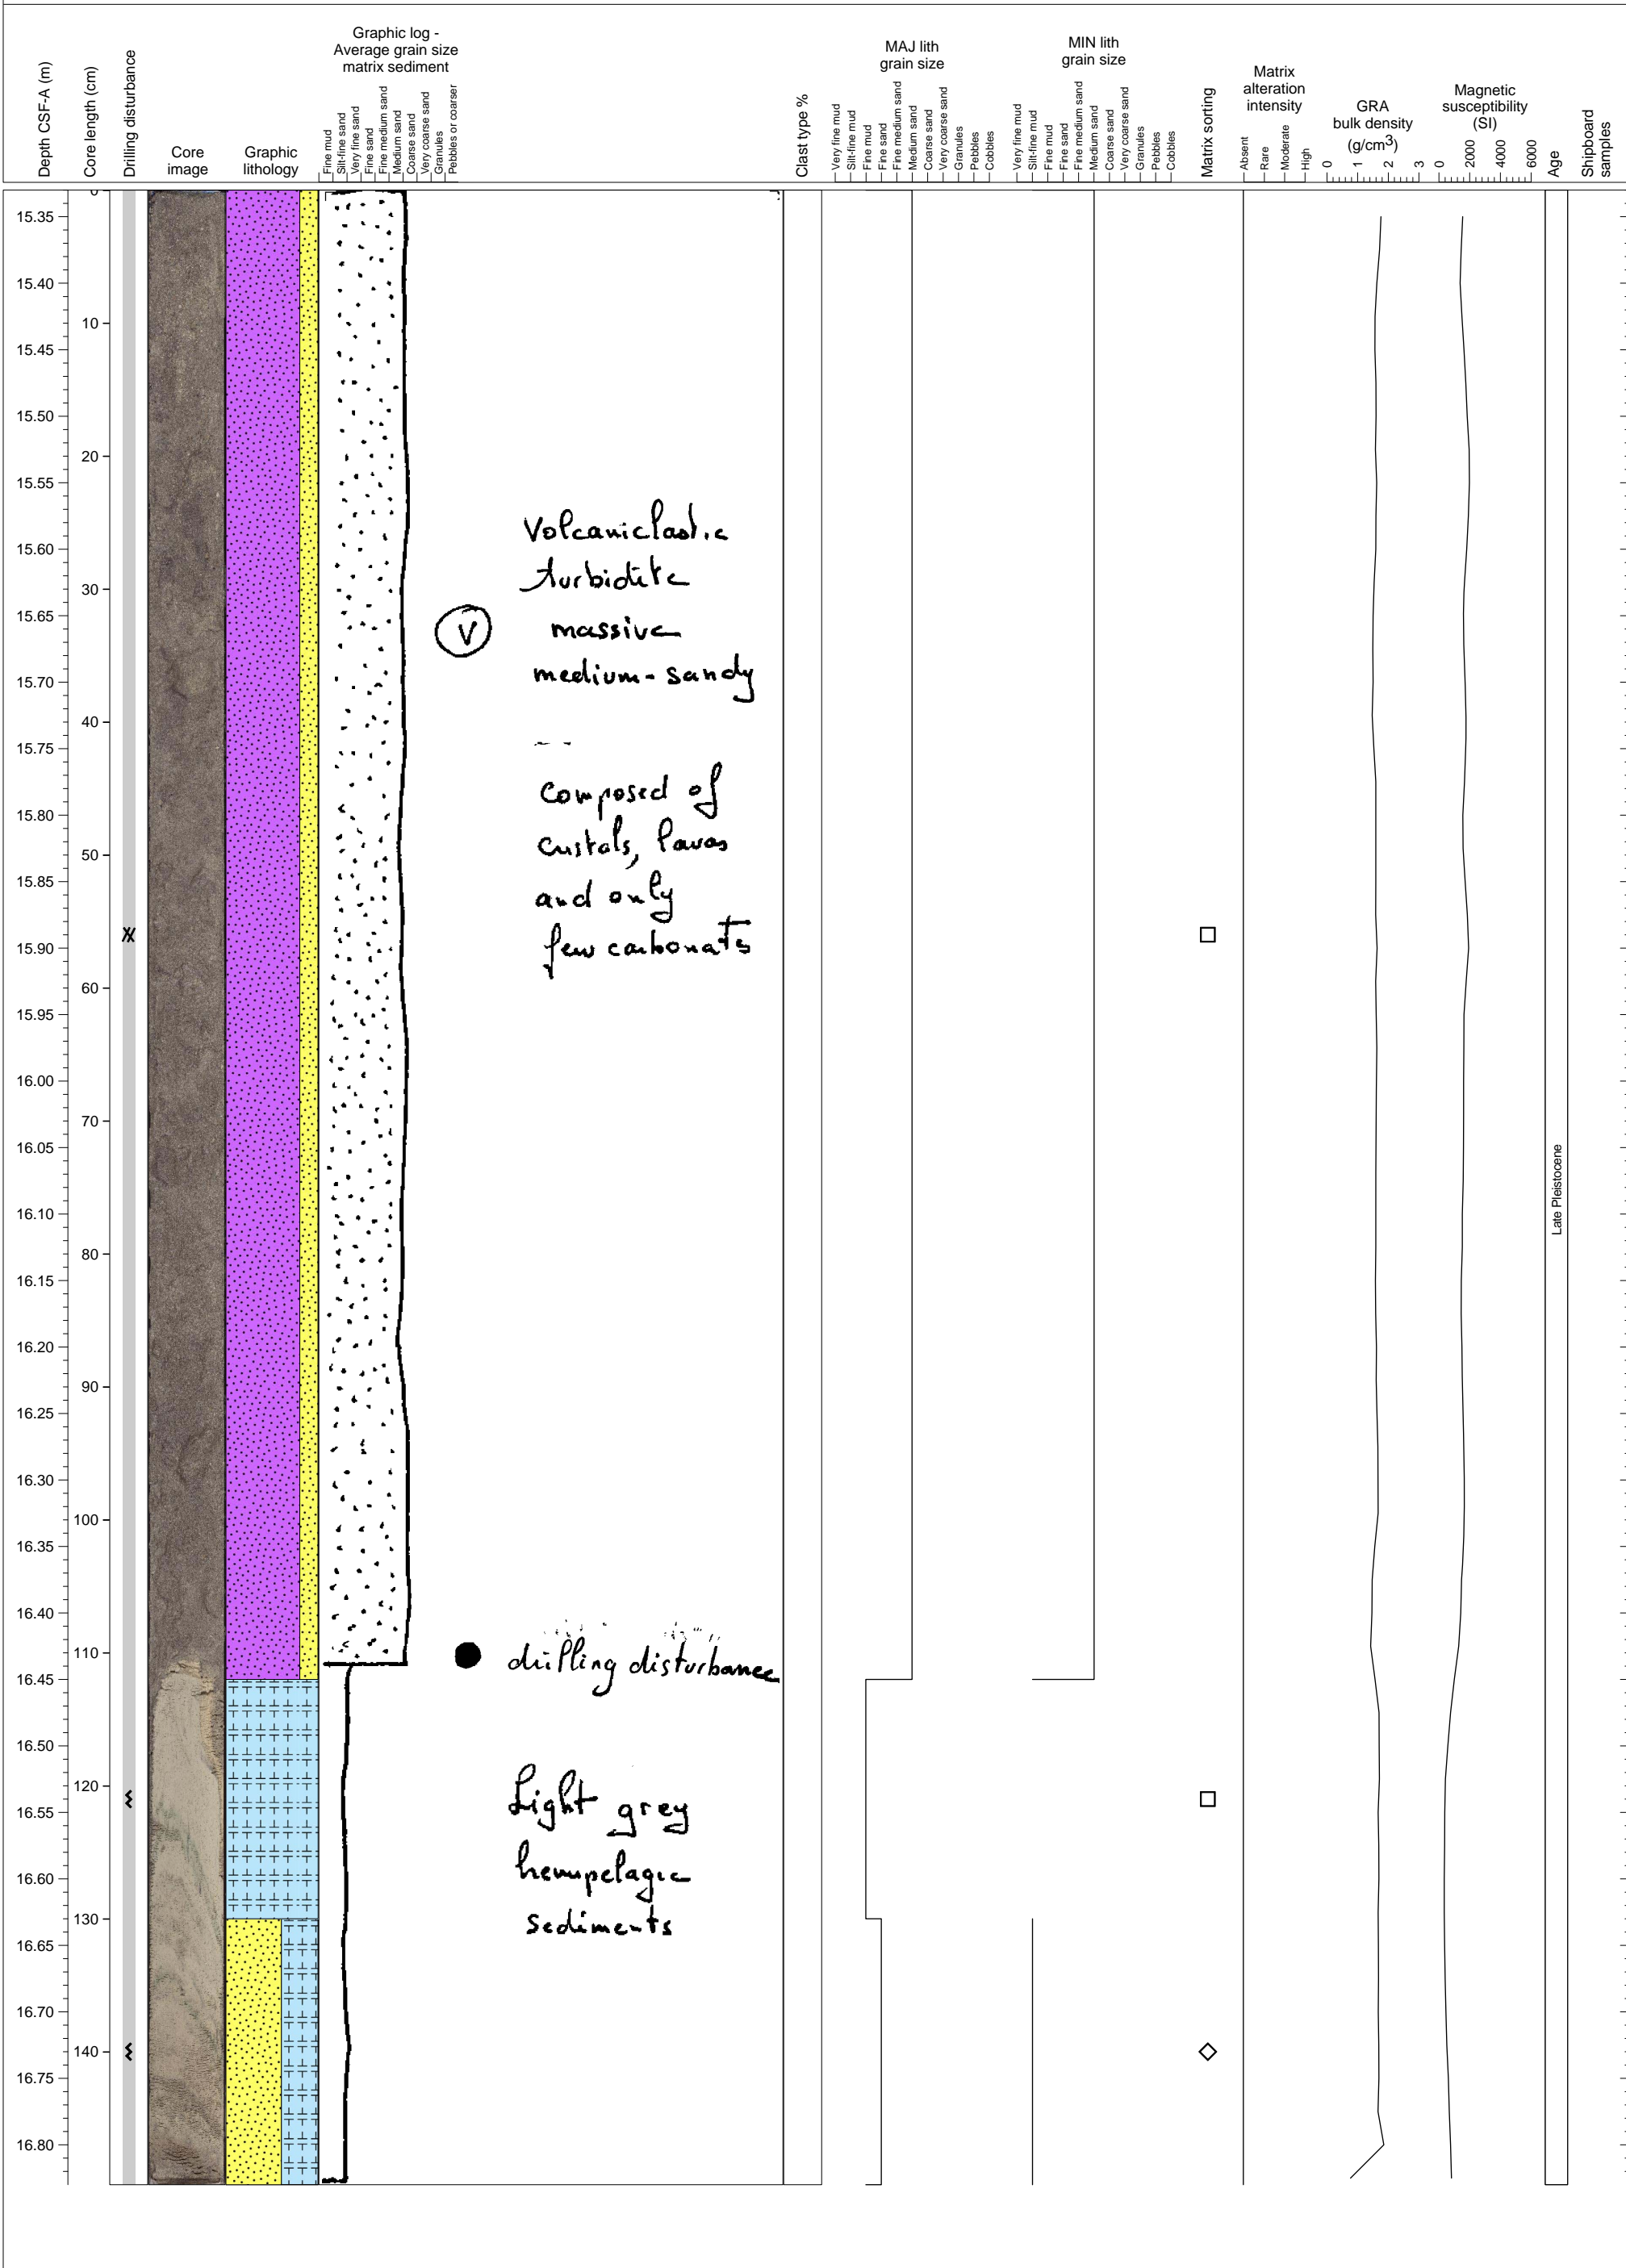 Graphic log -
Average grain size
matrix sediment
MAJ lith
grain size
MIN lith
grain size
Matrix
alteration
intensity
GRA
bulk density
(g/cm3)
Magnetic
susceptibility
(SI)
Depth CSF-A (m)
Core length (cm)
Drilling disturbance
Core
image
Graphic
lithology
Fine mud
Silt-fine sand
Very fine sand
Fine sand
Fine medium sand
Medium sand
Coarse sand
Very coarse sand
Granules
Pebbles or coarser
Clast type %
Very fine mud
Silt-fine mud
Fine mud
Fine sand
Fine medium sand
Medium sand
Coarse sand
Very coarse sand
Granules
Pebbles
Cobbles
Very fine mud
Silt-fine mud
Fine mud
Fine sand
Fine medium sand
Medium sand
Coarse sand
Very coarse sand
Granules
Pebbles
Cobbles
Matrix sorting
Absent
Rare
Moderate
High
0 1 2 3
0 2000 4000 6000
Age
Shipboard
samples
0
15.35
15.40
10
15.45
15.50
20
15.55
Volcaniclastic
15.60
turbidite
30
15.65
V
massive
medium-sandy
15.70
40
15.75
composed of
15.80
custals, lavas
50
15.85
and only
few carbonats
15.90
60
15.95
16.00
70
16.05
16.10
80
16.15
16.20
90
16.25
16.30
100
16.35
16.40
110
drilling disturbance
16.45
16.50
120
Light grey
16.55
hemipelagic
16.60
130
sediments
16.65
16.70
140
16.75
16.80
Late Pleistocene